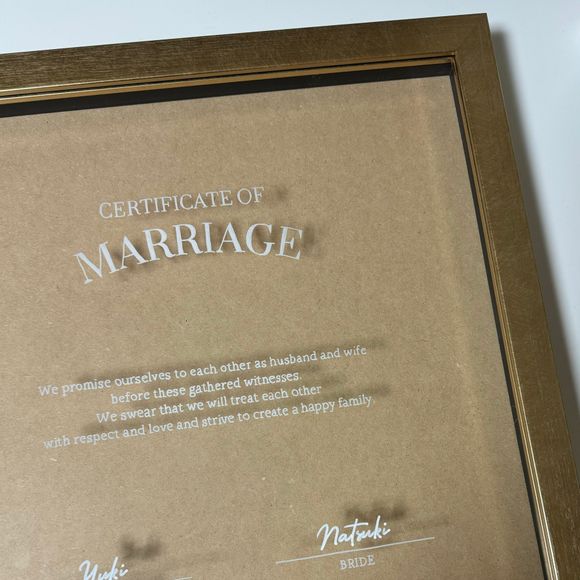 CERTIFICATE OF
MARRIAGE
We promise ourselves to each other as husband and wife
before these gathered witnesses.
We swear that we will treat each other
with respect and love and strive to create a happy family.
Natsuki
BRIDE
Yuki